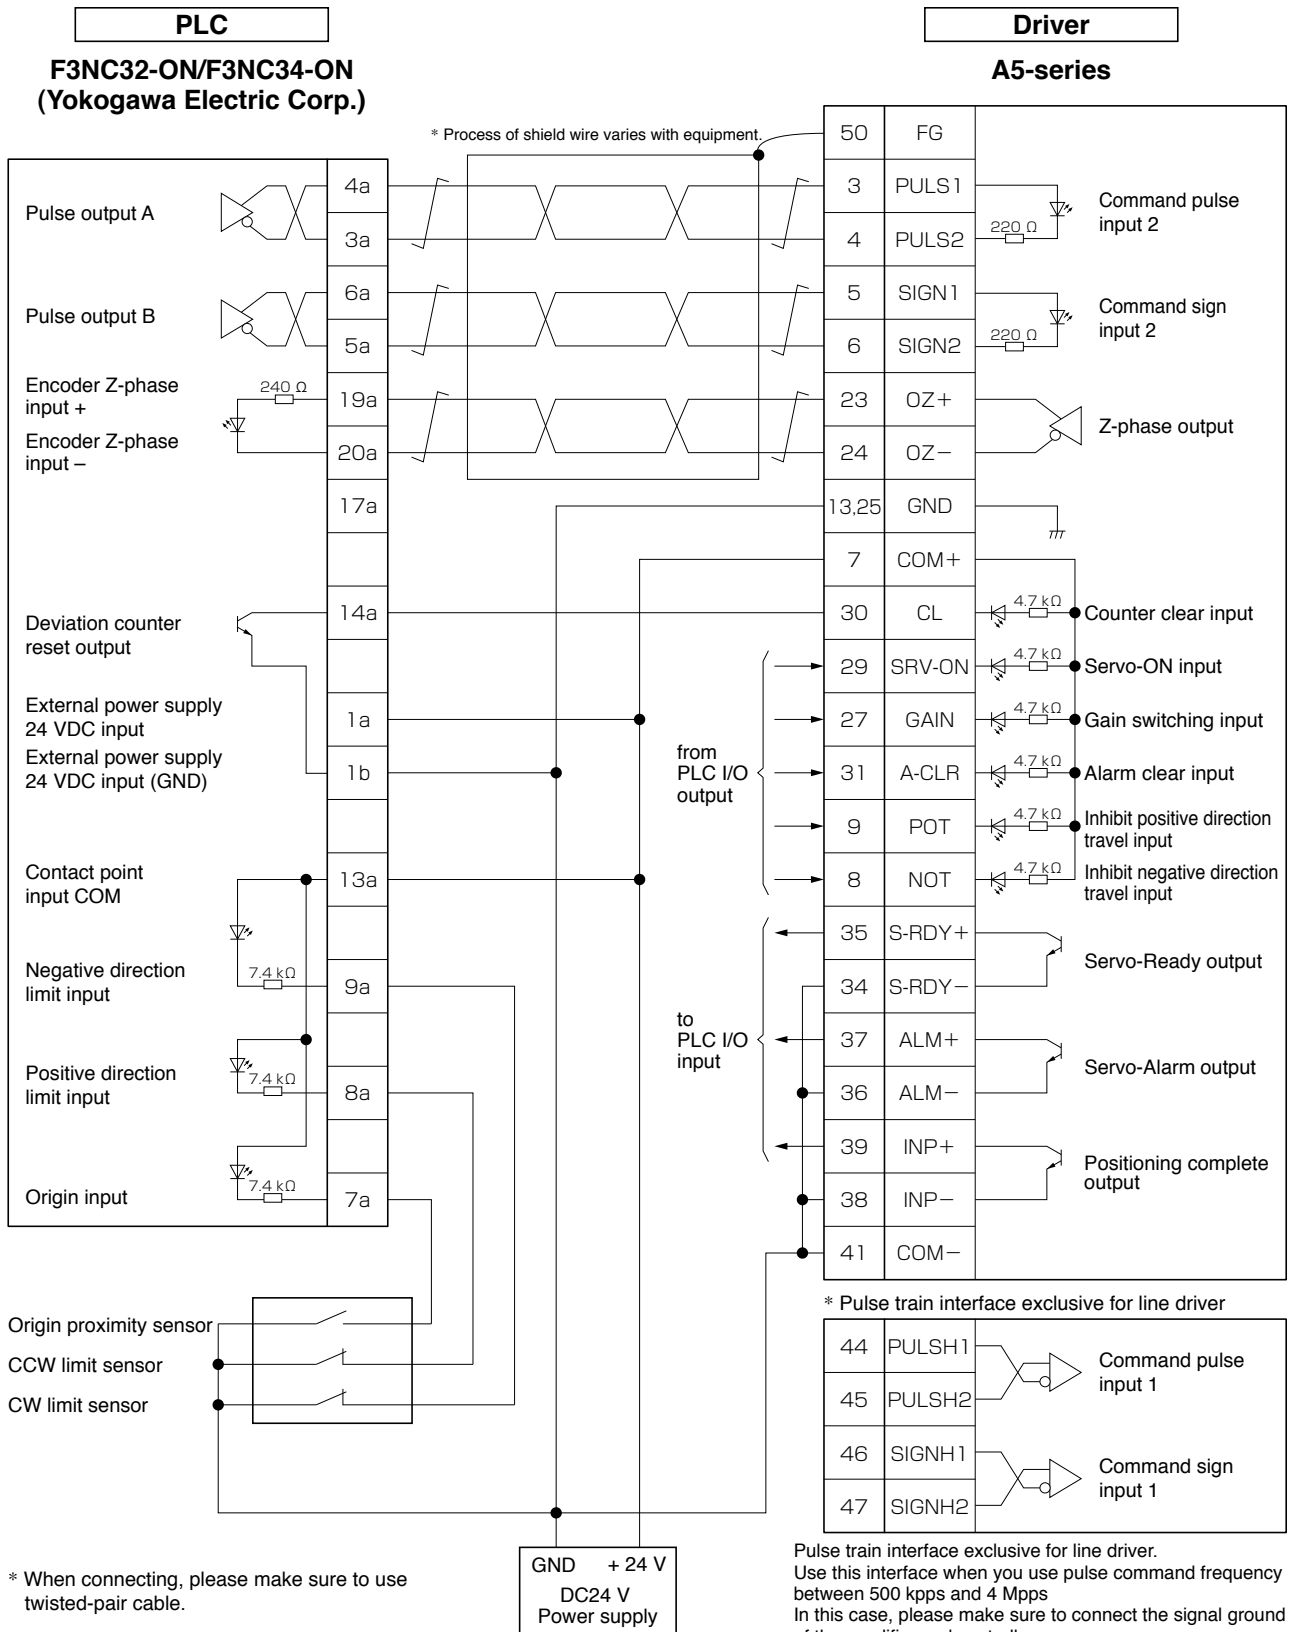 PLC
F3NC32-ON/F3NC34-ON
(Yokogawa Electric Corp.)
Driver
A5-series
* Process of shield wire varies with equipment.
Pulse output A
4a
3a
Pulse output B
6a
5a
Encoder Z-phase
input +
240 Ω
19a
Encoder Z-phase
input –
20a
17a
Deviation counter
reset output
14a
External power supply
24 VDC input
1a
External power supply
24 VDC input (GND)
1b
Contact point
input COM
13a
Negative direction
limit input
7.4 kΩ
9a
Positive direction
limit input
7.4 kΩ
8a
Origin input
7.4 kΩ
7a
Origin proximity sensor
CCW limit sensor
CW limit sensor
* When connecting, please make sure to use
twisted-pair cable.
GND + 24 V
DC24 V
Power supply
from
PLC I/O
output
to
PLC I/O
input
50 FG
3 PULS1
4 PULS2
220 Ω
Command pulse
input 2
5 SIGN1
6 SIGN2
220 Ω
Command sign
input 2
23 OZ+
24 OZ−
Z-phase output
13,25 GND
7 COM+
30 CL 4.7 kΩ Counter clear input
29 SRV-ON 4.7 kΩ Servo-ON input
27 GAIN 4.7 kΩ Gain switching input
31 A-CLR 4.7 kΩ Alarm clear input
9 POT 4.7 kΩ Inhibit positive direction
travel input
8 NOT 4.7 kΩ Inhibit negative direction
travel input
35 S-RDY+
34 S-RDY−
Servo-Ready output
37 ALM+
36 ALM−
Servo-Alarm output
39 INP+
38 INP−
Positioning complete
output
41 COM−
* Pulse train interface exclusive for line driver
44 PULSH1
45 PULSH2
Command pulse
input 1
46 SIGNH1
47 SIGNH2
Command sign
input 1
Pulse train interface exclusive for line driver.
Use this interface when you use pulse command frequency
between 500 kpps and 4 Mpps
In this case, please make sure to connect the signal ground